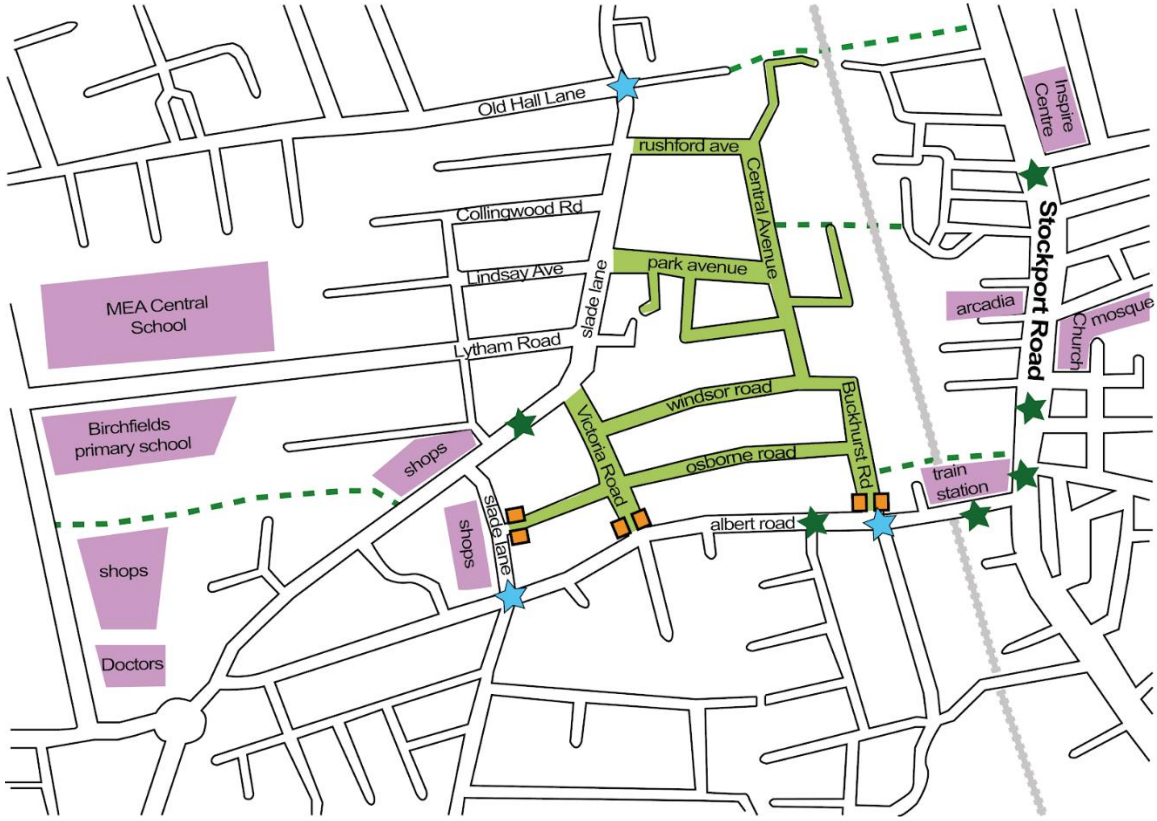 Old Hall Lane
rushford ave
Inspire
Centre
Central Avenue
Collingwood Rd
Stockport Road
park avenue
Lindsay Ave
slade lane
MEA Central
School
arcadia
mosque
Church
Lytham Road
windsor road
Buckhurst Rd
Victoria Road
Birchfields
primary school
shops
osborne road
train
station
slade lane
albert road
shops
shops
Doctors